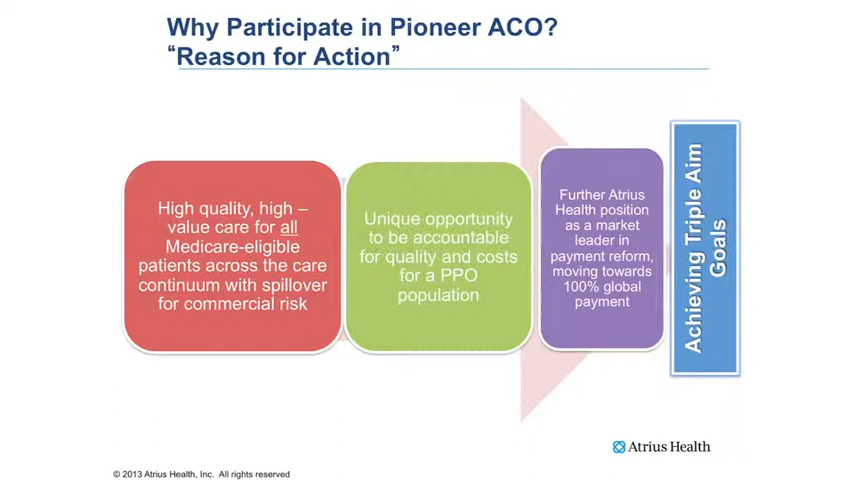 Why Participate in Pioneer ACO?
“Reason for Action”
High quality, high –
value care for all
Medicare-eligible
patients across the care
continuum with spillover
for commercial risk
Unique opportunity
to be accountable
for quality and costs
for a PPO
population
Further Atrius
Health position
as a market
leader in
payment reform,
moving towards
100% global
payment
Achieving Triple Aim
Goals
Atrius Health
© 2013 Atrius Health, Inc. All rights reserved